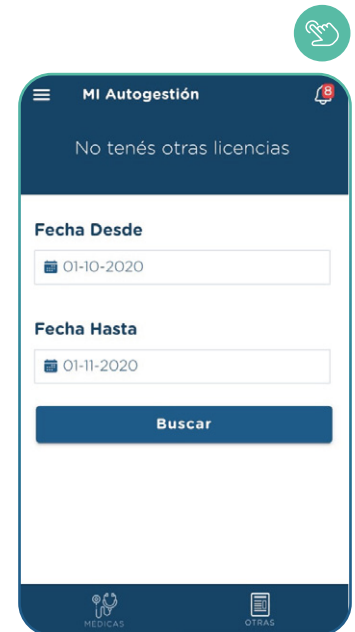 MI Autogestión
8
No tenés otras licencias
Fecha Desde
01-10-2020
Fecha Hasta
01-11-2020
Buscar
MEDICAS
OTRAS